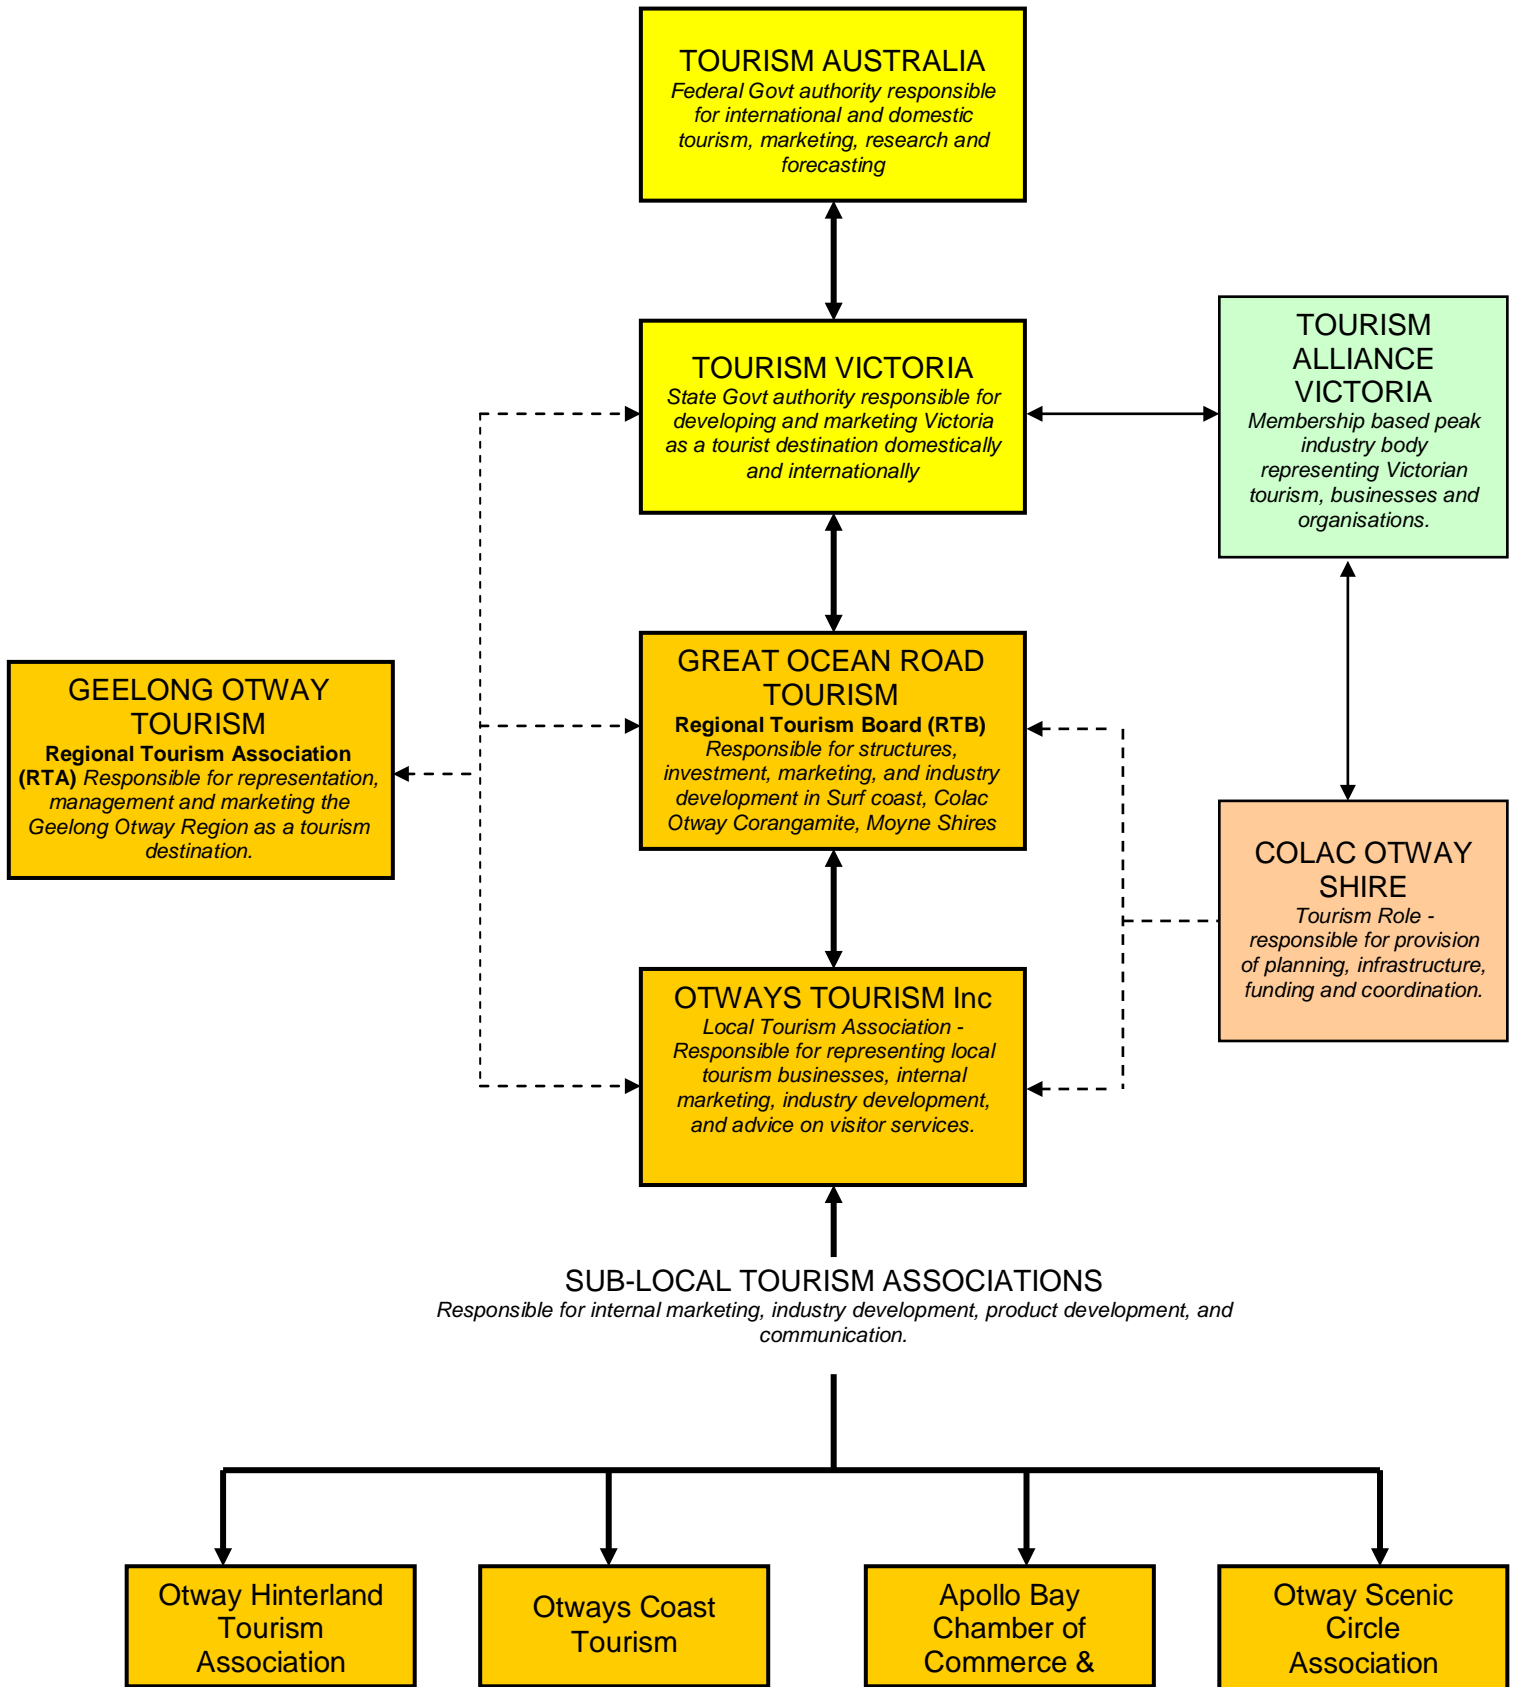 TOURISM AUSTRALIA
Federal Govt authority responsible
for international and domestic
tourism, marketing, research and
forecasting
TOURISM VICTORIA
State Govt authority responsible for
developing and marketing Victoria
as a tourist destination domestically
and internationally
TOURISM
ALLIANCE
VICTORIA
Membership based peak
industry body
representing Victorian
tourism, businesses and
organisations.
GEELONG OTWAY
TOURISM
Regional Tourism Association
(RTA) Responsible for representation,
management and marketing the
Geelong Otway Region as a tourism
destination.
GREAT OCEAN ROAD
TOURISM
Regional Tourism Board (RTB)
Responsible for structures,
investment, marketing, and industry
development in Surf coast, Colac
Otway Corangamite, Moyne Shires
COLAC OTWAY
SHIRE
Tourism Role -
responsible for provision
of planning, infrastructure,
funding and coordination.
OTWAYS TOURISM Inc
Local Tourism Association -
Responsible for representing local
tourism businesses, internal
marketing, industry development,
and advice on visitor services.
SUB-LOCAL TOURISM ASSOCIATIONS
Responsible for internal marketing, industry development, product development, and
communication.
Otway Hinterland
Tourism
Association
Otways Coast
Tourism
Apollo Bay
Chamber of
Commerce &
Otway Scenic
Circle
Association